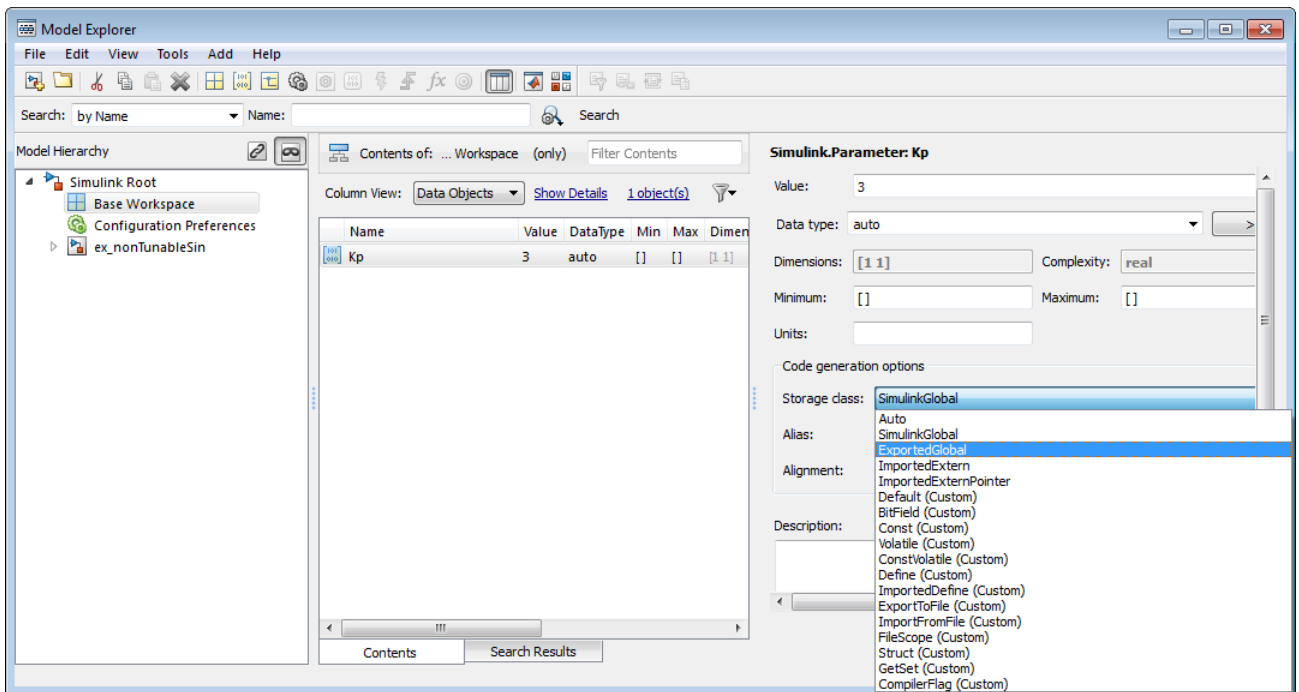 Model Explorer
File Edit View Tools Add Help
Search: by Name Name: Search
Model Hierarchy
Simulink Root
Base Workspace
Configuration Preferences
ex_nonTunableSin
Contents of: ... Workspace (only) Filter Contents
Column View: Data Objects Show Details 1 object(s)
Name Value DataType Min Max Dimen
Kp 3 auto [] [] [1 1]
Contents Search Results
Simulink.Parameter: Kp
Value: 3
Data type: auto >
Dimensions: [1 1] Complexity: real
Minimum: [] Maximum: []
Units:
Code generation options
Storage class: SimulinkGlobal
Alias:
Alignment:
Description:
Auto
SimulinkGlobal
ExportedGlobal
ImportedExtern
ImportedExternPointer
Default (Custom)
BitField (Custom)
Const (Custom)
Volatile (Custom)
ConstVolatile (Custom)
Define (Custom)
ImportedDefine (Custom)
ExportToFile (Custom)
ImportFromFile (Custom)
FileScope (Custom)
Struct (Custom)
GetSet (Custom)
CompilerFlag (Custom)